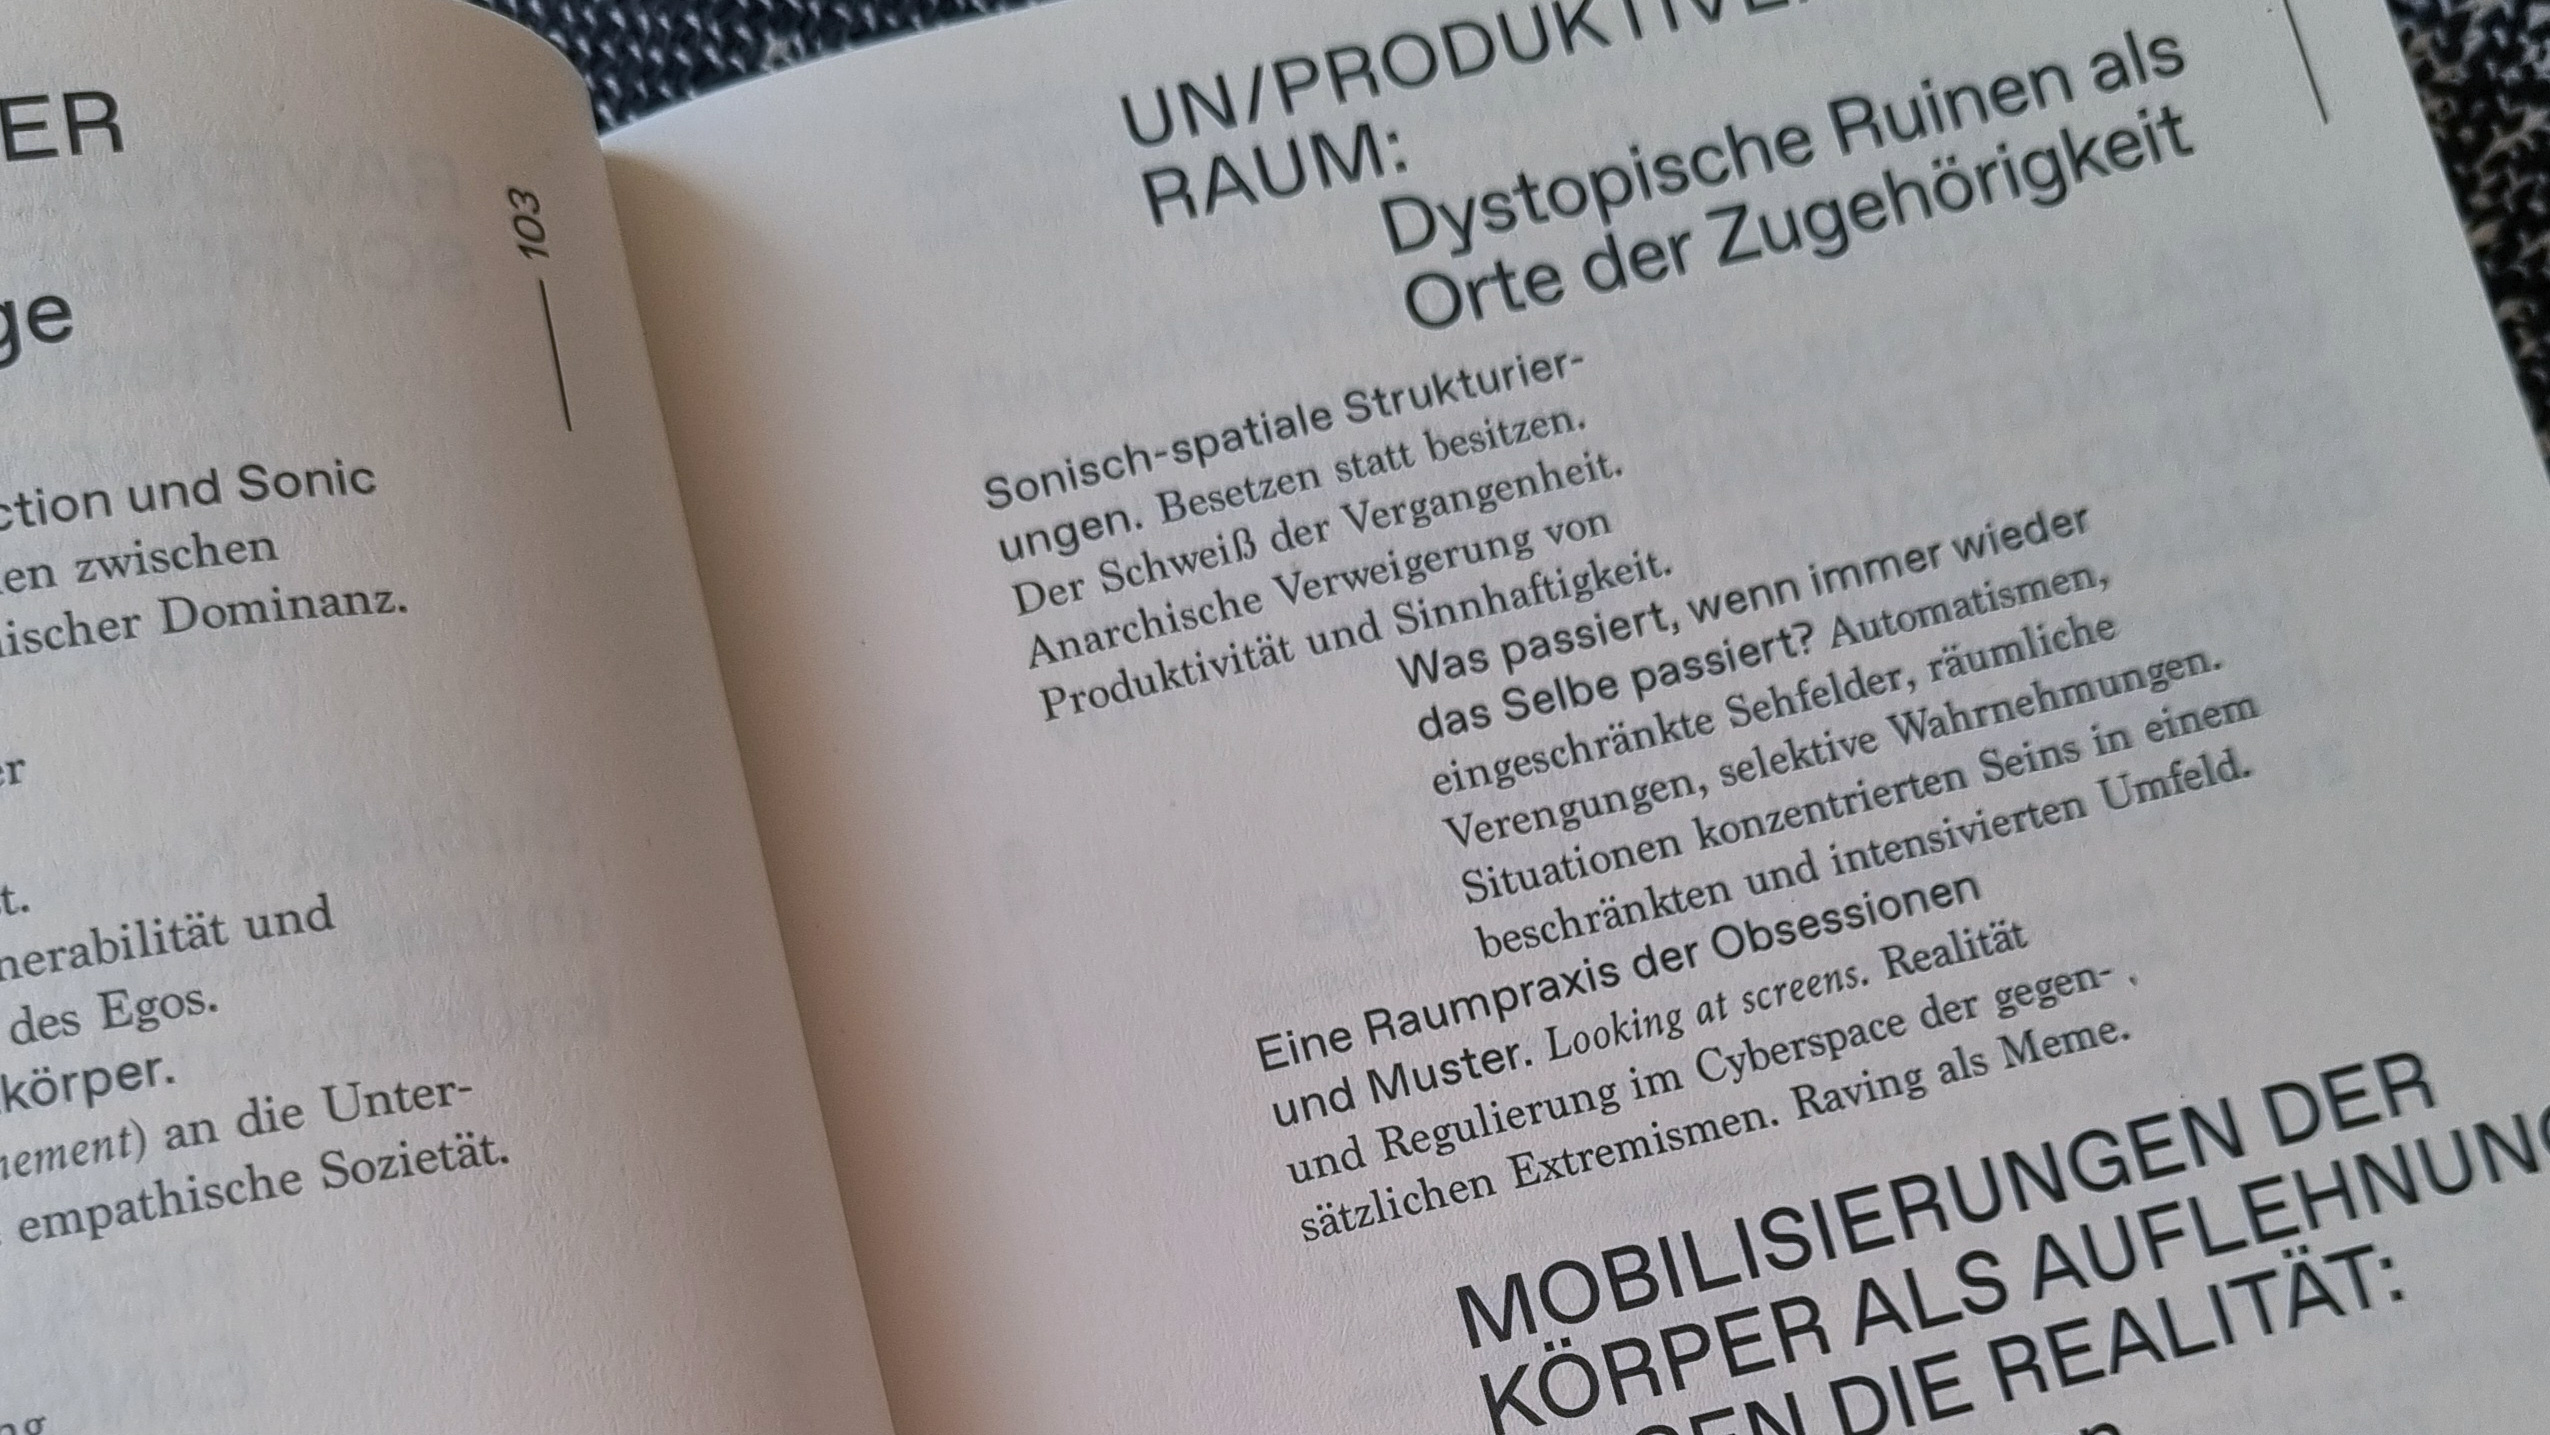 ER
ge
103
ction und Sonic
en zwischen
ischer Dominanz.
er
t.
nerabilität und
des Egos.
körper.
nement) an die Unter-
empathische Sozietät.
ng
UN/PRODUKTIVE
RAUM:
Dystopische Ruinen als
Orte der Zugehörigkeit
Sonisch-spatiale Strukturier-
ungen. Besetzen statt besitzen.
Der Schweiß der Vergangenheit.
Anarchische Verweigerung von
Produktivität und Sinnhaftigkeit.
Was passiert, wenn immer wieder
das Selbe passiert? Automatismen,
eingeschränkte Sehfelder, räumliche
Verengungen, selektive Wahrnehmungen.
Situationen konzentrierten Seins in einem
beschränkten und intensivierten Umfeld.
Eine Raumpraxis der Obsessionen
und Muster. Looking at screens. Realität
und Regulierung im Cyberspace der gegen-
sätzlichen Extremismen. Raving als Meme.
MOBILISIERUNGEN DER
KÖRPER ALS AUFLEHNUNG
GEN DIE REALITÄT: